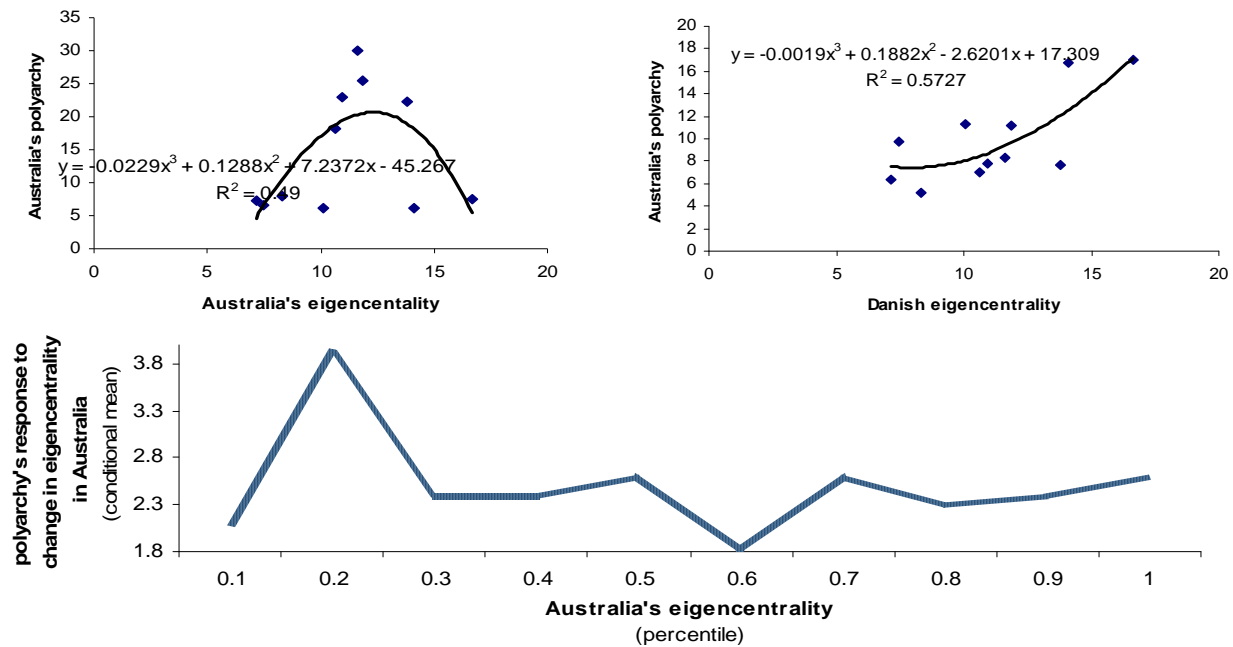 35
30
25
20
15
10
5
0
Australia's polyarchy
y = -0.0229x³ + 0.1288x² + 7.2372x - 45.267
R² = 0.49
0 5 10 15 20
Australia's eigencentality
20
18
16
14
12
10
8
6
4
2
0
Australia's polyarchy
y = -0.0019x³ + 0.1882x² - 2.6201x + 17.309
R² = 0.5727
0 5 10 15 20
Danish eigencentrality
polyarchy's response to
change in eigencentrality
in Australia
(conditional mean)
3.8
3.3
2.8
2.3
1.8
0.1 0.2 0.3 0.4 0.5 0.6 0.7 0.8 0.9 1
Australia's eigencentrality
(percentile)